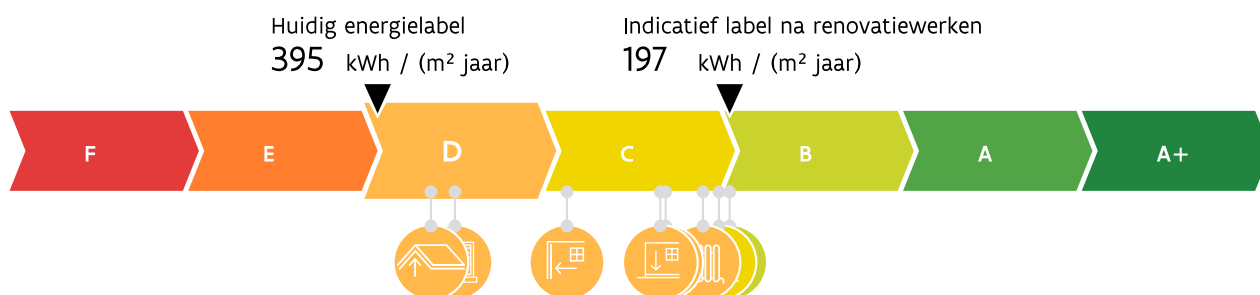 Huidig energielabel
395 kWh / (m² jaar)
Indicatief label na renovatiewerken
197 kWh / (m² jaar)
F E D C B A A+